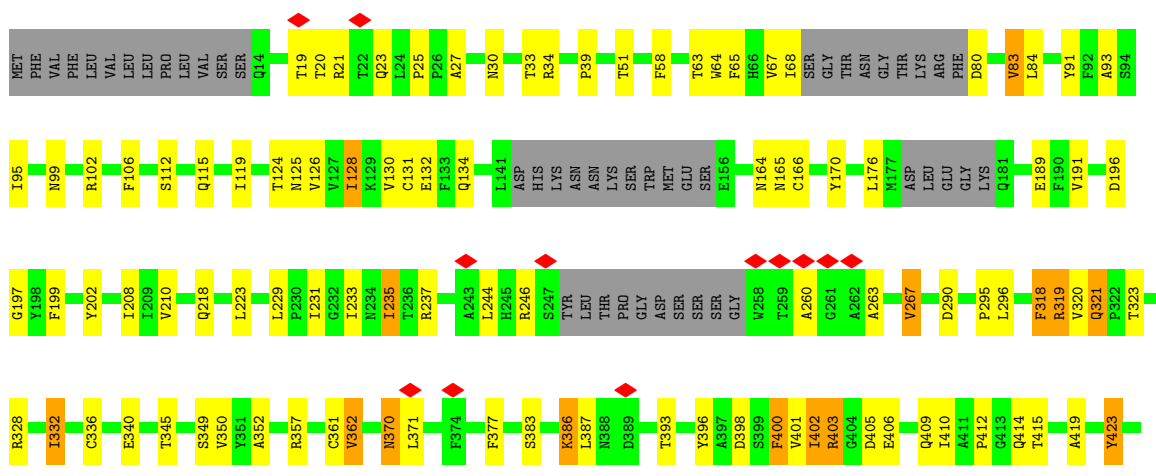 MET PHE VAL PHE LEU VAL LEU LEU PRO LEU VAL SER SER Q14 T19 T20 R21 T22 Q23 L24 P25 P26 A27 N30 T33 R34 P39 T51 F58 T63 W64 F65 H66 V67 I68 SER GLY THR ASN GLY THR LYS ARG PHE D80 V83 L84 Y91 F92 A93 S94
I95 N99 R102 F106 S112 Q115 I119 T124 N125 V126 V127 I128 K129 V130 C131 E132 F133 Q134 L141 ASP HIS LYS ASN ASN LYS SER TRP MET GLU SER E156 N164 N165 C166 Y170 L176 M177 ASP LEU GLU GLY LYS Q181 E189 F190 V191 D196
G197 Y198 F199 Y202 I208 I209 V210 Q218 L223 L229 P230 I231 G232 I233 N234 I235 T236 R237 A243 L244 H245 R246 S247 TYR LEU THR PRO GLY ASP SER SER SER GLY W258 T259 A260 G261 A262 A263 V267 D290 P295 L296 F318 R319 V320 Q321 P322 T323
R328 I332 C336 E340 T345 S349 V350 Y351 A352 R357 C361 V362 N370 L371 F374 F377 S383 K386 L387 N388 D389 T393 Y396 A397 D398 S399 F400 V401 I402 R403 G404 D405 E406 Q409 I410 A411 P412 G413 Q414 T415 A419 Y423